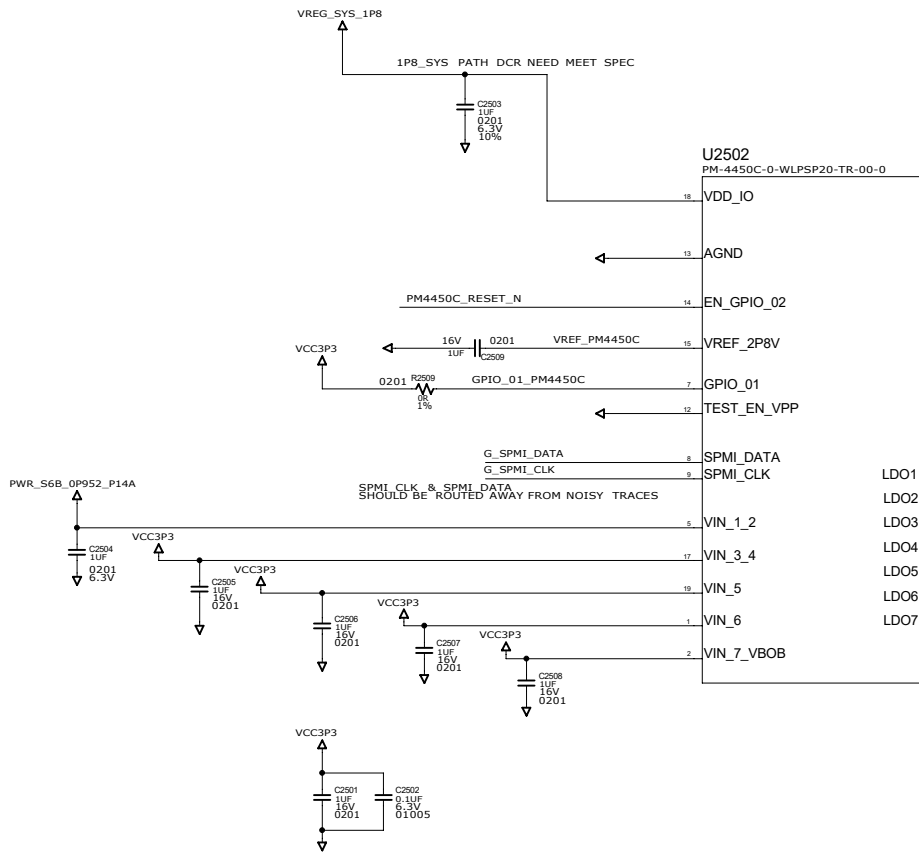 VREG_SYS_1P8
1P8_SYS PATH DCR NEED MEET SPEC
C2503
1UF
0201
6.3V
10%
U2502
PM-4450C-0-WLPSP20-TR-00-0
18 VDD_IO
13 AGND
PM4450C_RESET_N
14 EN_GPIO_02
16V
1UF
0201
C2509
VREF_PM4450C
15 VREF_2P8V
VCC3P3
0201
R2509
0R
1%
GPIO_01_PM4450C
7 GPIO_01
12 TEST_EN_VPP
G_SPMI_DATA
8 SPMI_DATA
G_SPMI_CLK
9 SPMI_CLK
SPMI_CLK & SPMI_DATA
SHOULD BE ROUTED AWAY FROM NOISY TRACES
LDO1
LDO2
LDO3
LDO4
LDO5
LDO6
LDO7
PWR_S6B_0P952_P14A
5 VIN_1_2
C2504
1UF
0201
6.3V
VCC3P3
17 VIN_3_4
C2505
1UF
16V
0201
VCC3P3
19 VIN_5
C2506
1UF
16V
0201
VCC3P3
1 VIN_6
C2507
1UF
16V
0201
VCC3P3
2 VIN_7_VBOB
C2508
1UF
16V
0201
VCC3P3
C2501
1UF
16V
0201
C2502
0.1UF
6.3V
01005